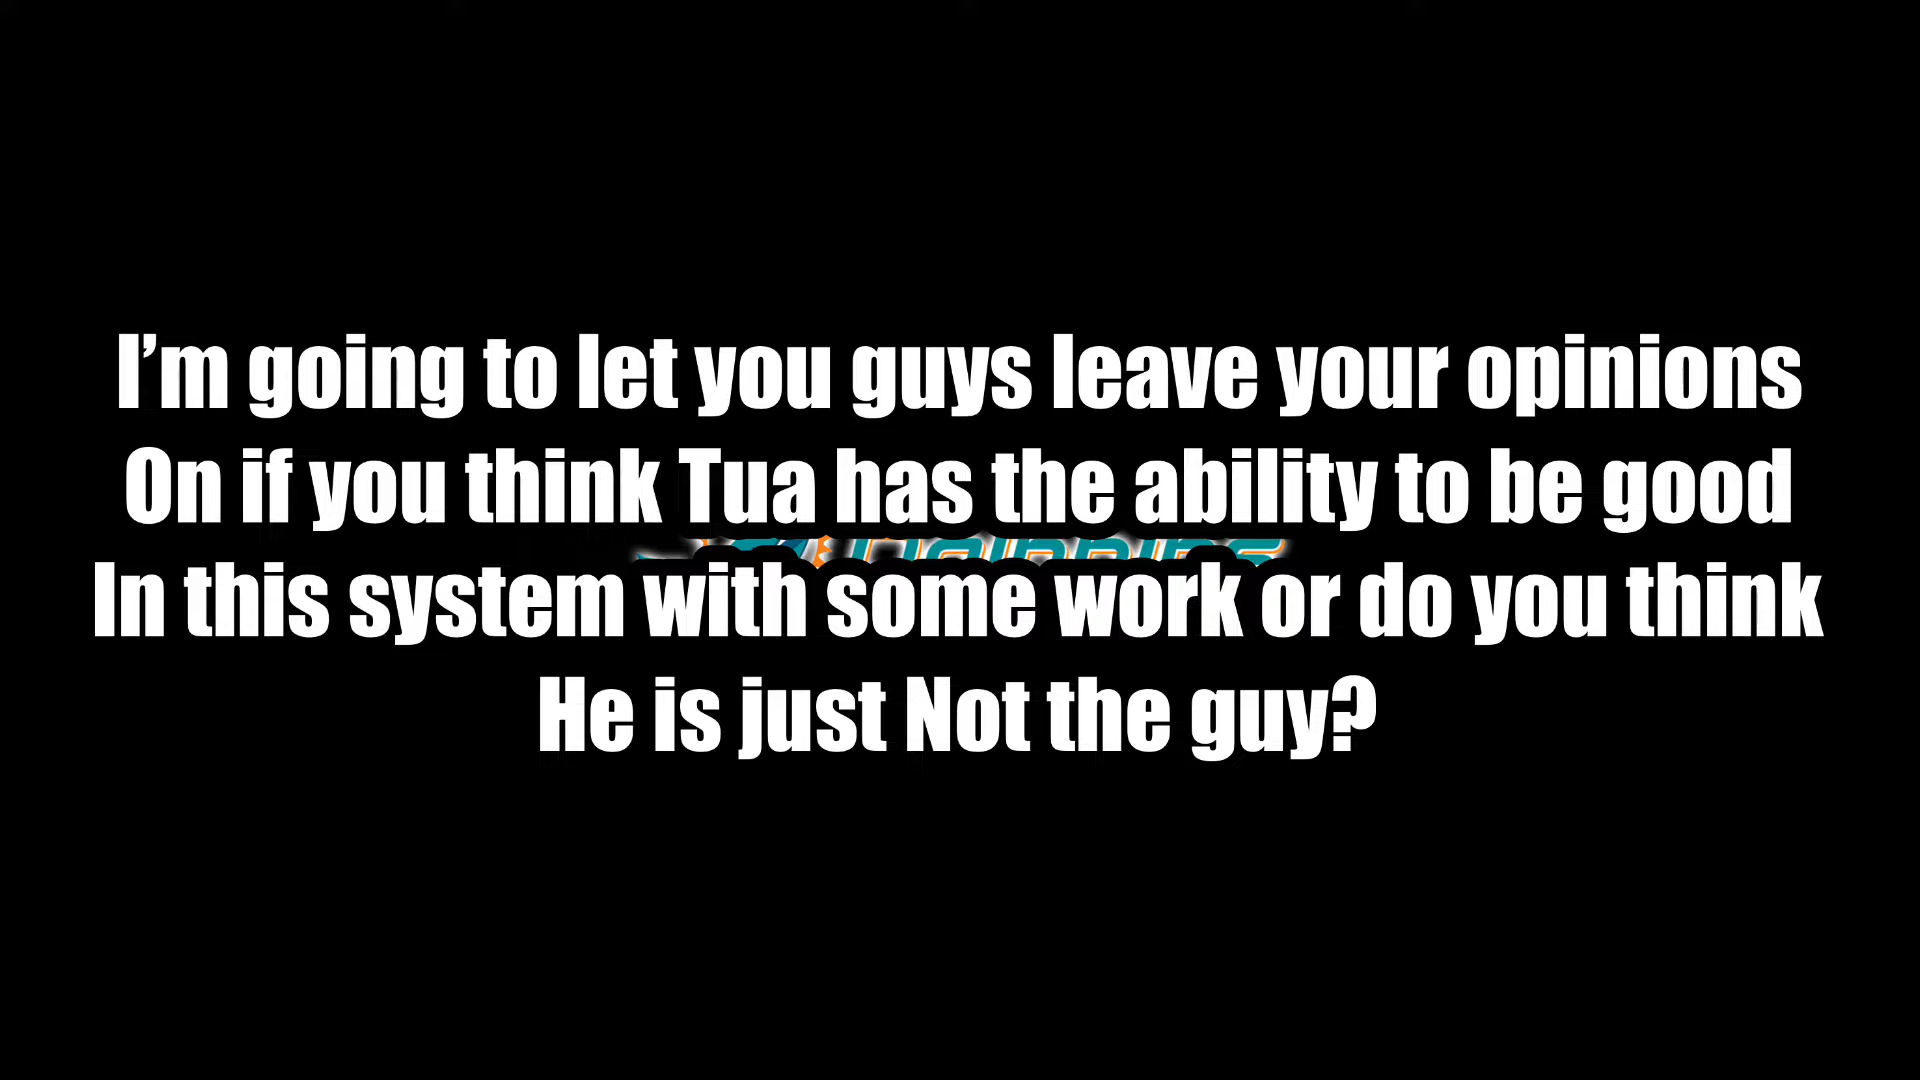 I’m going to let you guys leave your opinions
On if you think Tua has the ability to be good
In this system with some work or do you think
He is just Not the guy?